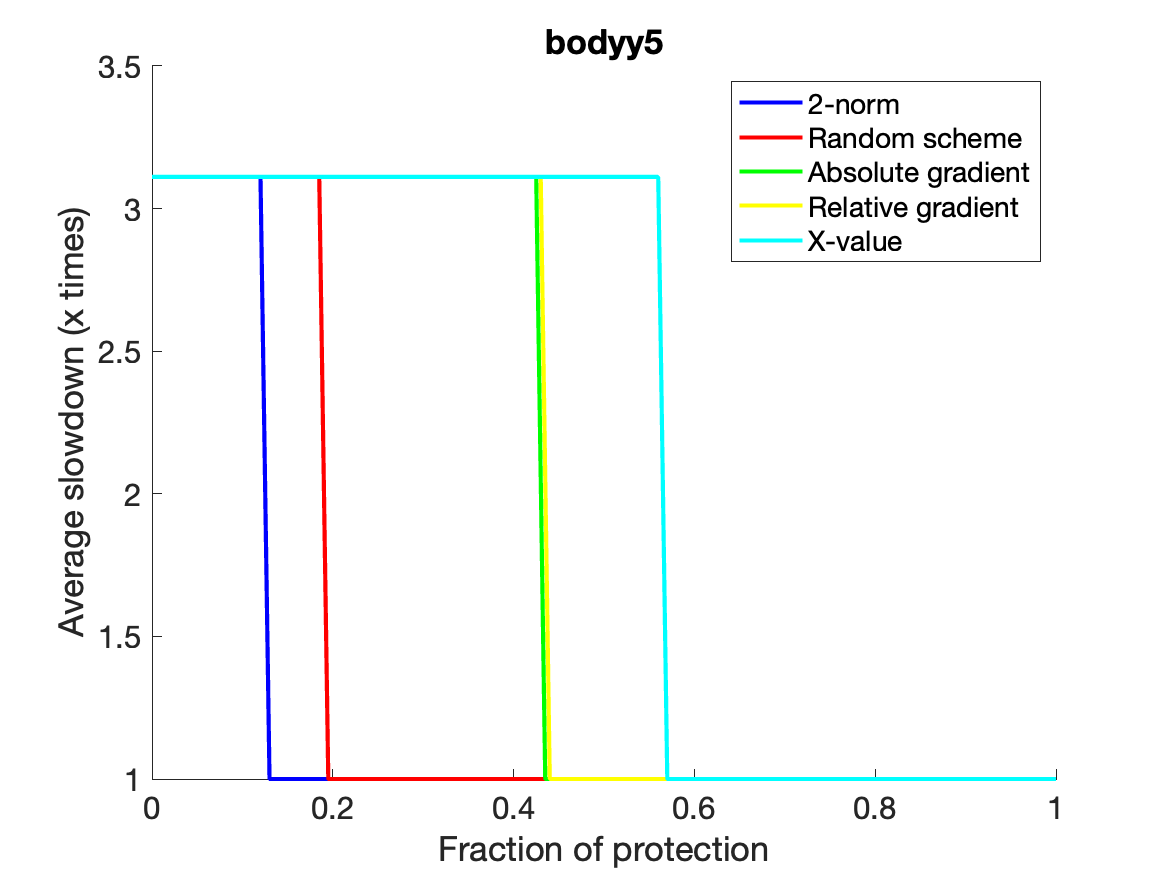 bodyy5
3.5
3
2.5
2
1.5
1
Average slowdown (x times)
2-norm
Random scheme
Absolute gradient
Relative gradient
X-value
0
0.2
0.4
0.6
0.8
1
Fraction of protection